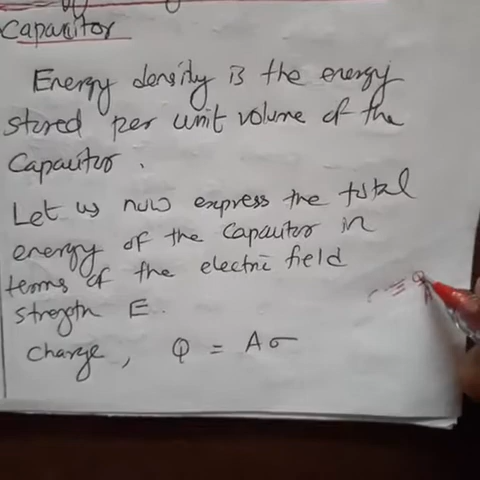 Capacitor
Energy density is the energy
stored per unit volume of the
Capacitor.
Let us now express the total
energy of the Capacitor in
terms of the electric field
strength E.
Charge, Q = Aσ